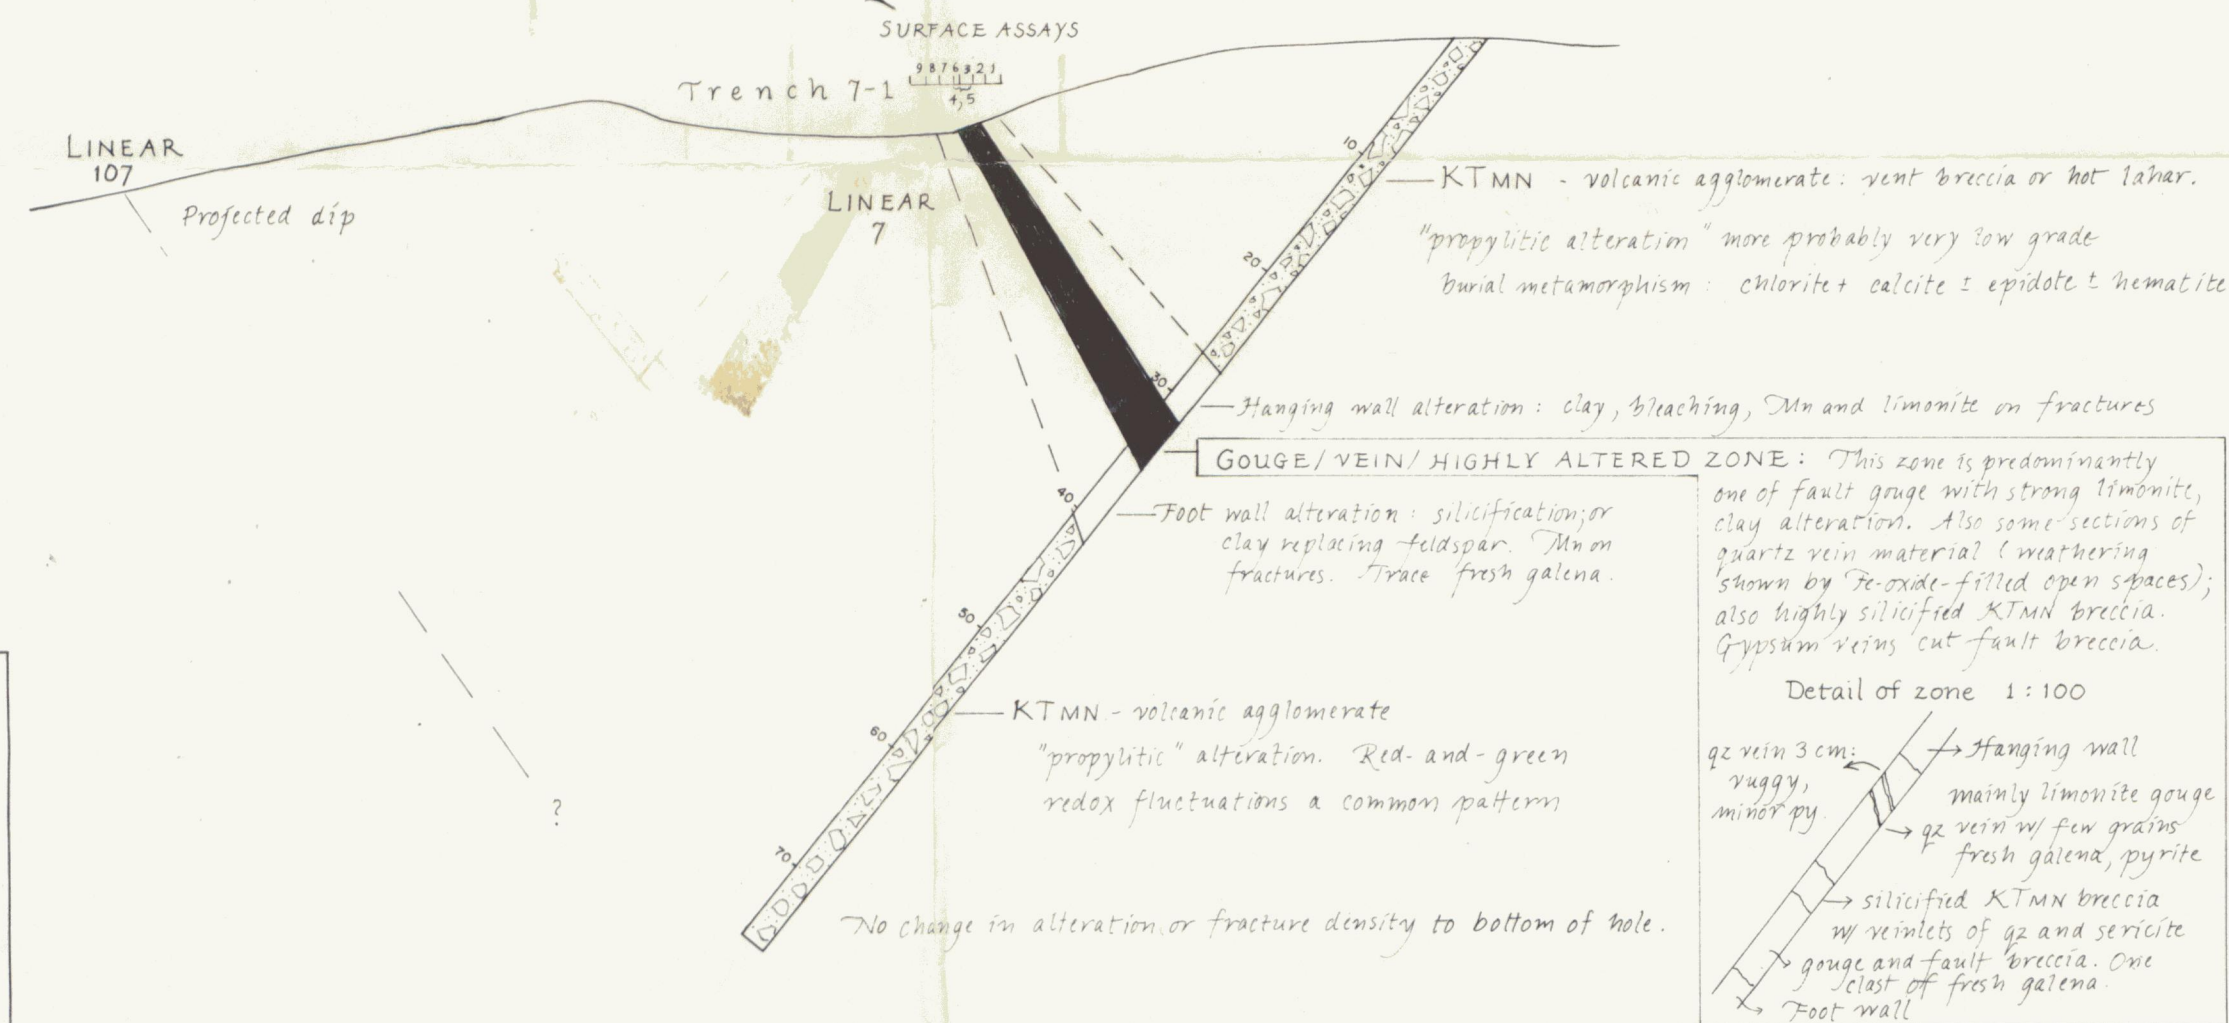 SURFACE ASSAYS
9 8 7 6 3 2 1
4,5
Trench 7-1
LINEAR
107
Projected dip
LINEAR
7
10
20
30
40
50
60
70
KTMN - volcanic agglomerate: vent breccia or hot lahar.
"propylitic alteration" more probably very low grade
burial metamorphism: chlorite + calcite ± epidote ± hematite
Hanging wall alteration: clay, bleaching, Mn and limonite on fractures
GOUGE/VEIN/HIGHLY ALTERED ZONE: This zone is predominantly
one of fault gouge with strong limonite,
clay alteration. Also some sections of
quartz vein material (weathering
shown by Fe-oxide-filled open spaces);
also highly silicified KTMN breccia.
Gypsum veins cut fault breccia.
Foot wall alteration: silicification; or
clay replacing feldspar. Mn on
fractures. Trace fresh galena.
KTMN - volcanic agglomerate
"propylitic" alteration. Red-and-green
redox fluctuations a common pattern
?
No change in alteration or fracture density to bottom of hole.
Detail of zone 1:100
qz vein 3 cm:
vuggy,
minor py.
Hanging wall
mainly limonite gouge
qz vein w/ few grains
fresh galena, pyrite
silicified KTMN breccia
w/ veinlets of qz and sericite
gouge and fault breccia. One
clast of fresh galena.
Foot wall